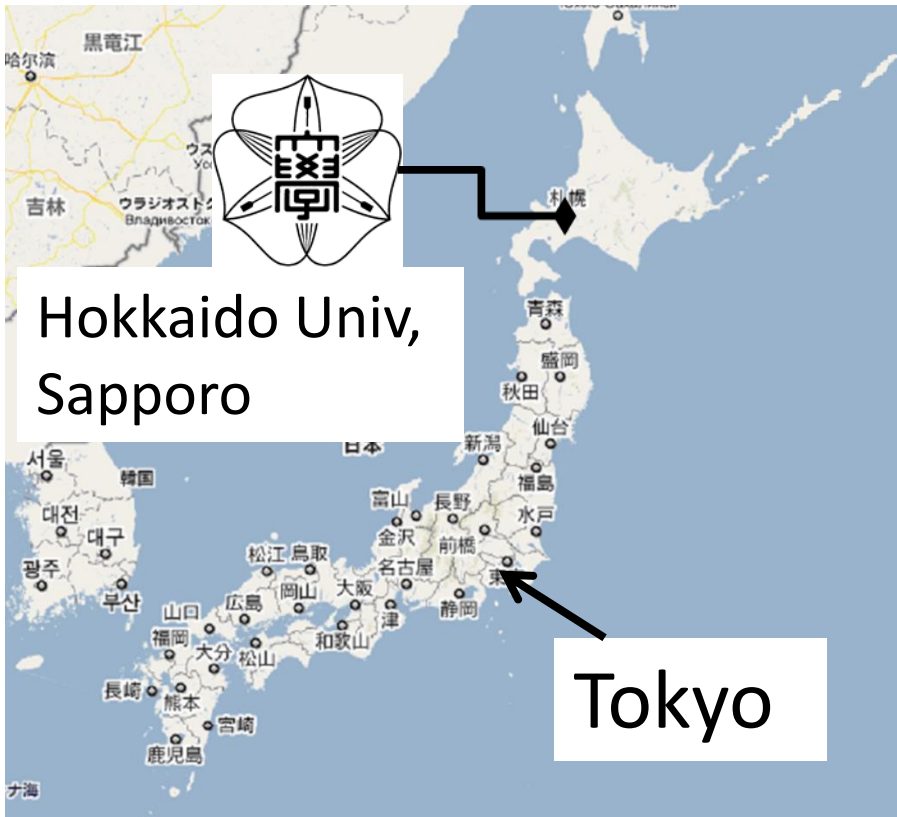 黒竜江
哈尔滨
吉林
ウラジオストク
Владивосток
大學
札幌
Hokkaido Univ,
Sapporo
青森
盛岡
秋田
仙台
日本
新潟
서울
韓国
福島
富山
長野
水戸
대전
金沢
前橋
대구
松江
鳥取
名古屋
광주
부산
岡山
大阪
静岡
山口
広島
津
福岡
和歌山
大分
松山
長崎
熊本
Tokyo
宮崎
鹿児島
ナ海